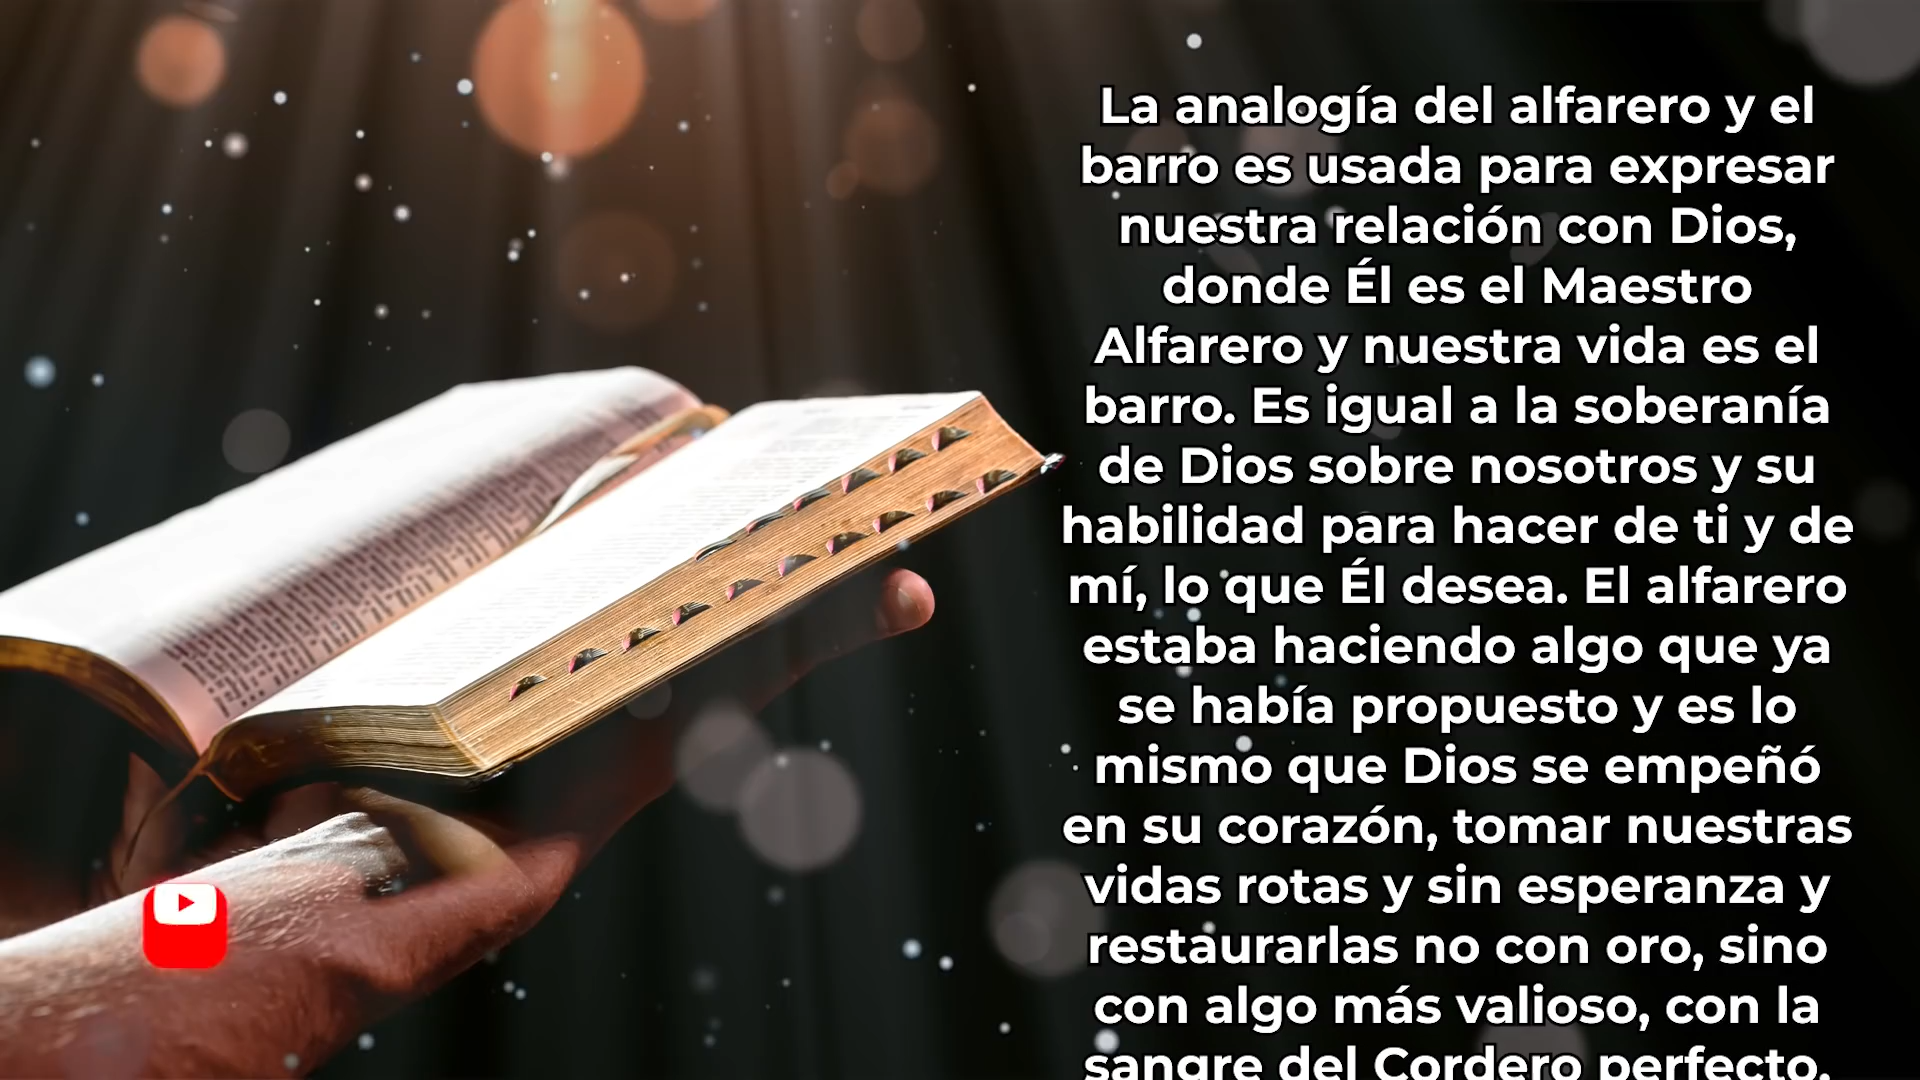 La analogía del alfarero y el
barro es usada para expresar
nuestra relación con Dios,
donde Él es el Maestro
Alfarero y nuestra vida es el
barro. Es igual a la soberanía
de Dios sobre nosotros y su
habilidad para hacer de ti y de
mí, lo que Él desea. El alfarero
estaba haciendo algo que ya
se había propuesto y es lo
mismo que Dios se empeñó
en su corazón, tomar nuestras
vidas rotas y sin esperanza y
restaurarlas no con oro, sino
con algo más valioso, con la
sangre del Cordero perfecto.